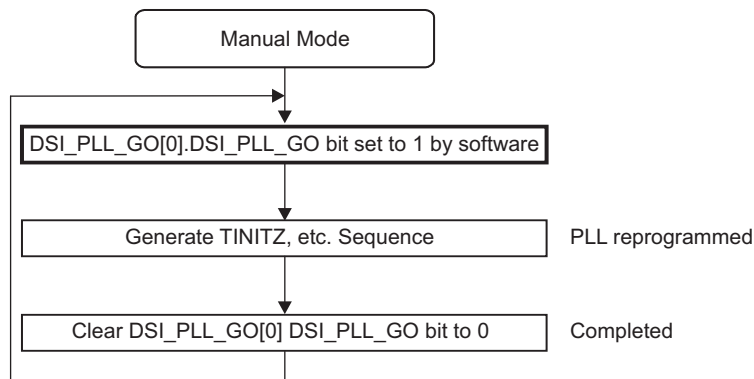 Manual Mode
DSI_PLL_GO[0].DSI_PLL_GO bit set to 1 by software
Generate TINITZ, etc. Sequence
PLL reprogrammed
Clear DSI_PLL_GO[0] DSI_PLL_GO bit to 0
Completed